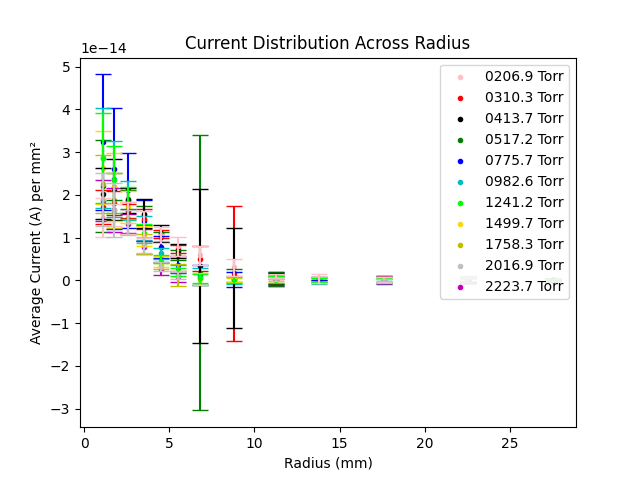 Current Distribution Across Radius
1e−14
5
4
3
2
1
0
−1
−2
−3
Average Current (A) per mm²
0 5 10 15 20 25
Radius (mm)
0206.9 Torr
0310.3 Torr
0413.7 Torr
0517.2 Torr
0775.7 Torr
0982.6 Torr
1241.2 Torr
1499.7 Torr
1758.3 Torr
2016.9 Torr
2223.7 Torr